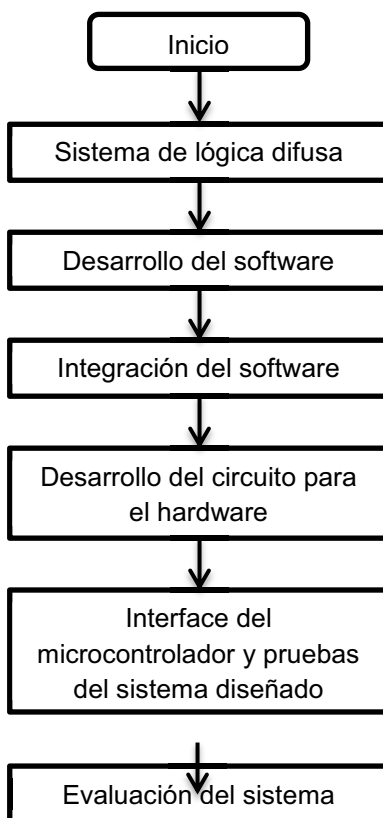 Inicio
Sistema de lógica difusa
Desarrollo del software
Integración del software
Desarrollo del circuito para
el hardware
Interface del
microcontrolador y pruebas
del sistema diseñado
Evaluación del sistema